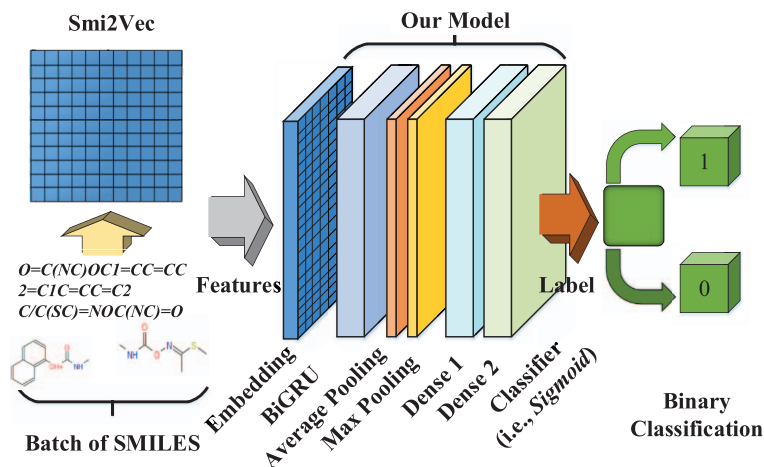 Smi2Vec
Our Model
O=C(NC)OC1=CC=CC
2=C1C=CC=C2
C/C(SC)=NOC(NC)=O
Batch of SMILES
Features
Embedding
BiGRU
Average Pooling
Max Pooling
Dense 1
Dense 2
Classifier
(i.e., Sigmoid)
Label
1
0
Binary
Classification